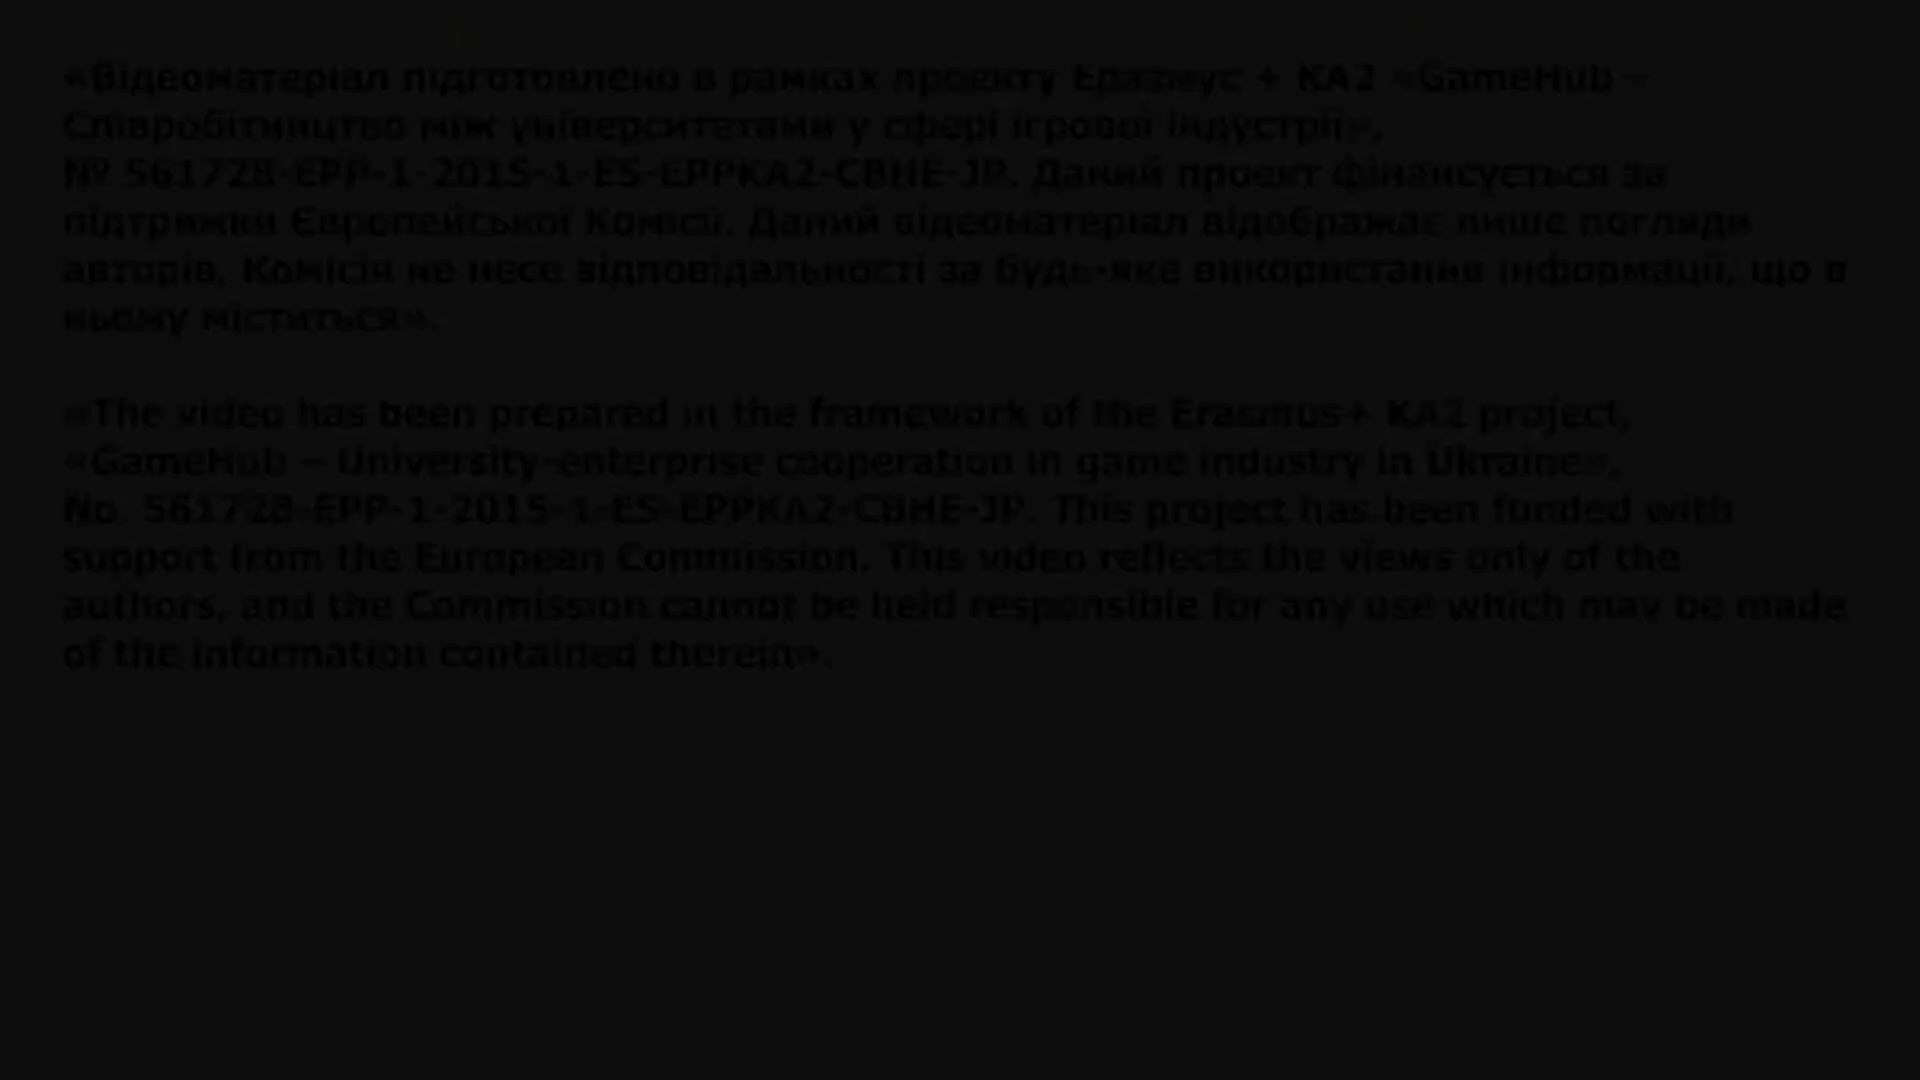 «Відеоматеріал підготовлено в рамках проекту Еразмус + КА2 «GameHub –
Співробітництво між університетами у сфері ігрової індустрії»,
№ 561728-EPP-1-2015-1-ES-EPPKA2-CBHE-JP. Даний проект фінансується за
підтримки Європейської Комісії. Даний відеоматеріал відображає лише погляди
авторів, Комісія не несе відповідальності за будь-яке використання інформації, що в
ньому міститься».
«The video has been prepared in the framework of the Erasmus+ KA2 project,
«GameHub – University-enterprise cooperation in game industry in Ukraine»,
No. 561728-EPP-1-2015-1-ES-EPPKA2-CBHE-JP. This project has been funded with
support from the European Commission. This video reflects the views only of the
authors, and the Commission cannot be held responsible for any use which may be made
of the information contained therein».